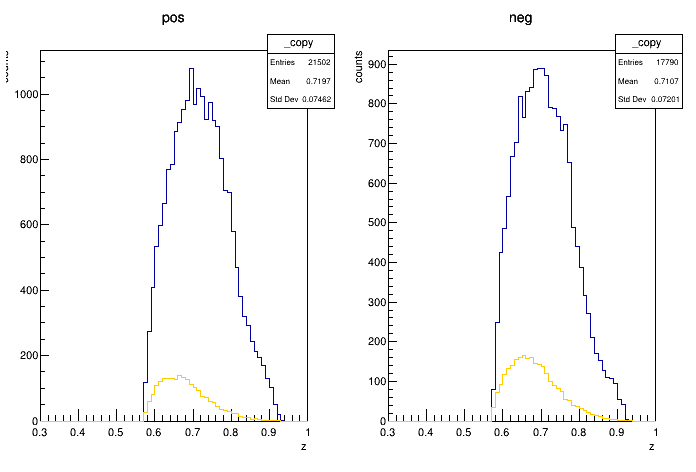 pos
_copy
Entries 21502
Mean 0.7197
Std Dev 0.07462
counts
1000
800
600
400
200
0
0.3 0.4 0.5 0.6 0.7 0.8 0.9 1
z
neg
_copy
Entries 17790
Mean 0.7107
Std Dev 0.07201
counts
900
800
700
600
500
400
300
200
100
0
0.3 0.4 0.5 0.6 0.7 0.8 0.9 1
z